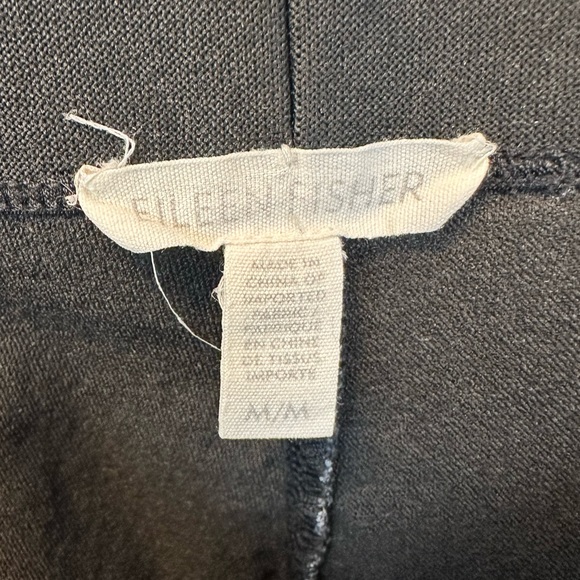 EILEEN FISHER
MADE IN
CHINA OF
IMPORTED
FABRIC/
FABRIQUE
EN CHINE
DE TISSUS
IMPORTE
M/M